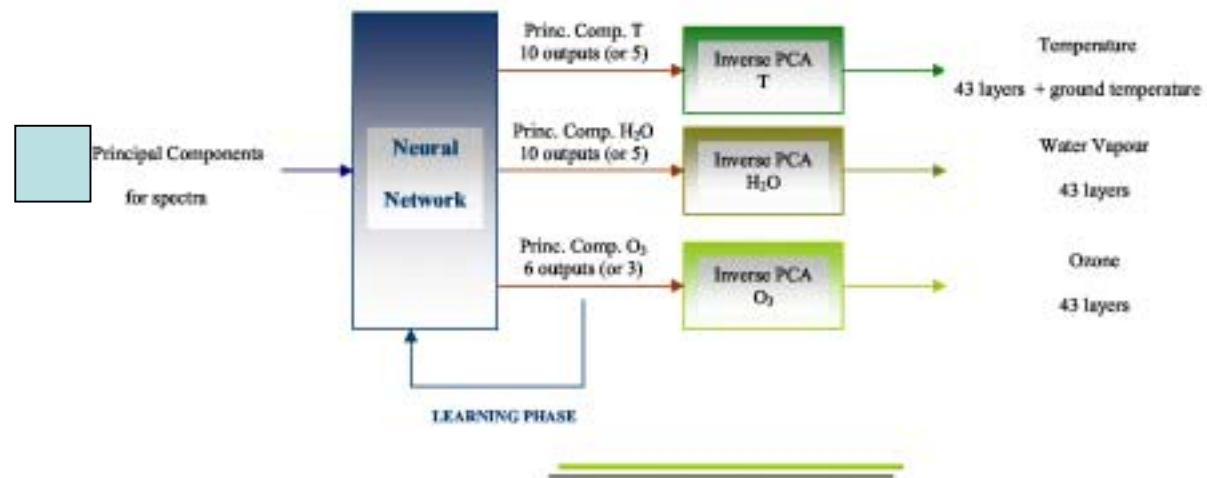 Princ. Comp. T
10 outputs (or 5)
Inverse PCA
T
Temperature
43 layers + ground temperature
Principal Components
for spectra
Neural
Network
Princ. Comp. H₂O
10 outputs (or 5)
Inverse PCA
H₂O
Water Vapour
43 layers
Princ. Comp. O₃
6 outputs (or 3)
Inverse PCA
O₃
Ozone
43 layers
LEARNING PHASE